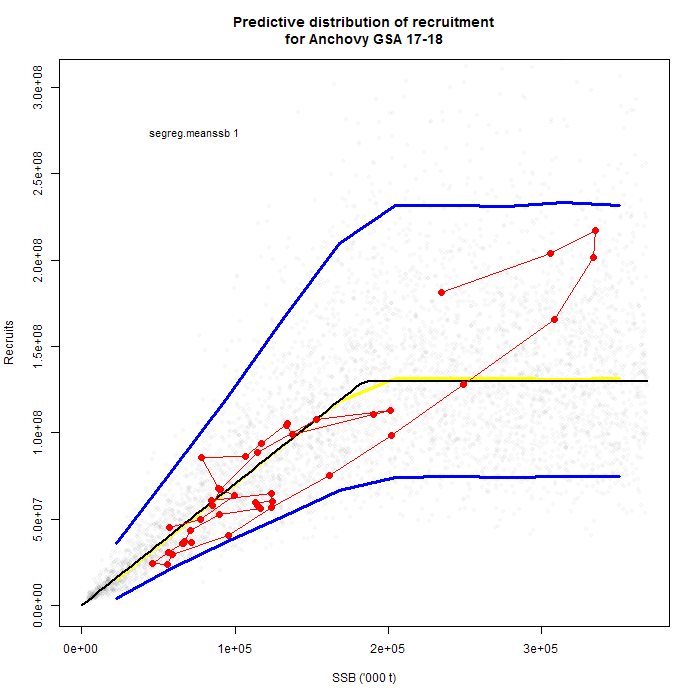 Predictive distribution of recruitment
for Anchovy GSA 17-18
segreg.meanssb 1
Recruits
3.0e+08
2.5e+08
2.0e+08
1.5e+08
1.0e+08
5.0e+07
0.0e+00
0e+00 1e+05 2e+05 3e+05
SSB ('000 t)